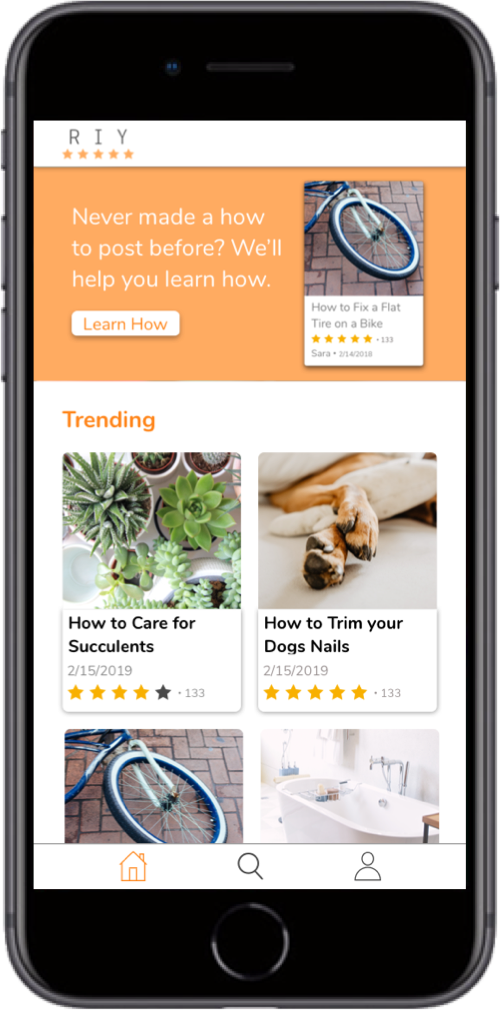 R I Y
Never made a how
to post before? We'll
help you learn how.
Learn How
How to Fix a Flat
Tire on a Bike
• 133
Sara • 2/14/2018
Trending
How to Care for
Succulents
2/15/2019
• 133
How to Trim your
Dogs Nails
2/15/2019
• 133